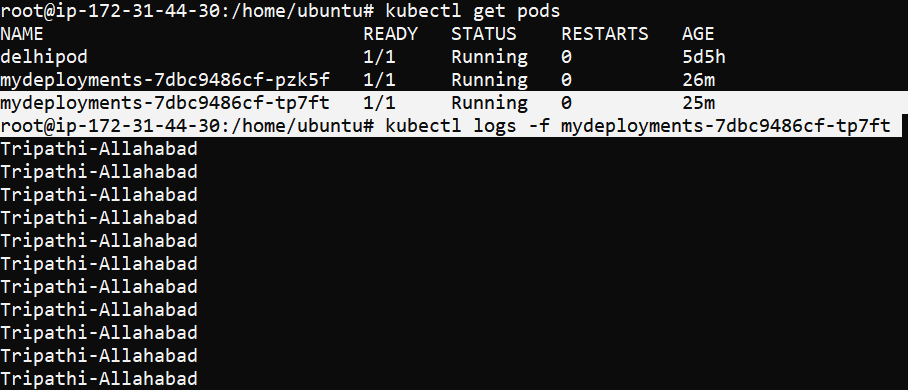 root@ip-172-31-44-30:/home/ubuntu# kubectl get pods
NAME READY STATUS RESTARTS AGE
delhipod 1/1 Running 0 5d5h
mydeployments-7dbc9486cf-pzk5f 1/1 Running 0 26m
mydeployments-7dbc9486cf-tp7ft 1/1 Running 0 25m
root@ip-172-31-44-30:/home/ubuntu# kubectl logs -f mydeployments-7dbc9486cf-tp7ft
Tripathi-Allahabad
Tripathi-Allahabad
Tripathi-Allahabad
Tripathi-Allahabad
Tripathi-Allahabad
Tripathi-Allahabad
Tripathi-Allahabad
Tripathi-Allahabad
Tripathi-Allahabad
Tripathi-Allahabad
Tripathi-Allahabad